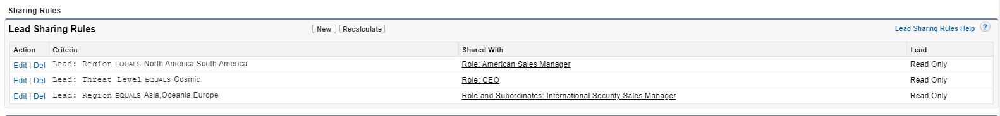 Sharing Rules
Lead Sharing Rules New Recalculate Lead Sharing Rules Help ?
Action Criteria Shared With Lead
Edit | Del Lead: Region EQUALS North America,South America Role: American Sales Manager Read Only
Edit | Del Lead: Threat Level EQUALS Cosmic Role: CEO Read Only
Edit | Del Lead: Region EQUALS Asia,Oceania,Europe Role and Subordinates: International Security Sales Manager Read Only